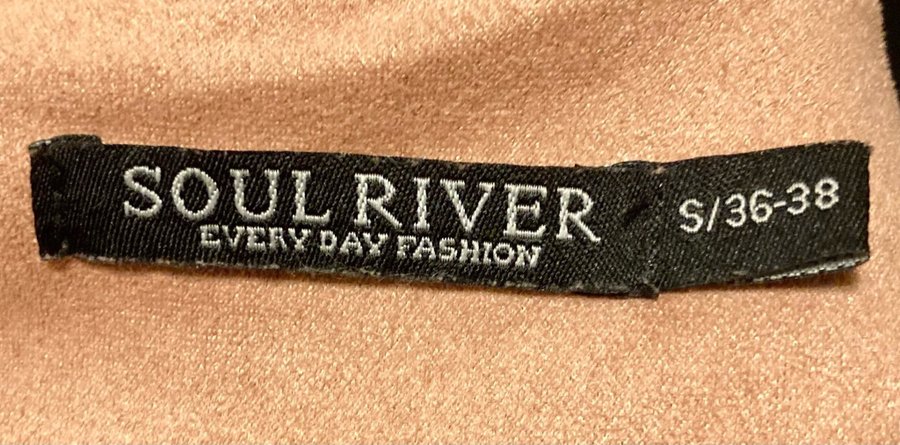 SOUL RIVER
EVERY DAY FASHION
S/36-38